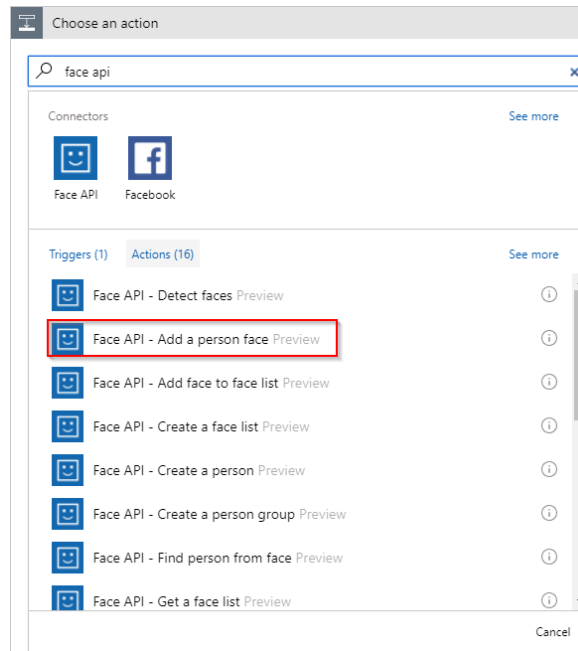 Choose an action
face api
Connectors
See more
Face API
Facebook
Triggers (1) Actions (16) See more
Face API - Detect faces Preview
Face API - Add a person face Preview
Face API - Add face to face list Preview
Face API - Create a face list Preview
Face API - Create a person Preview
Face API - Create a person group Preview
Face API - Find person from face Preview
Face API - Get a face list Preview
Cancel